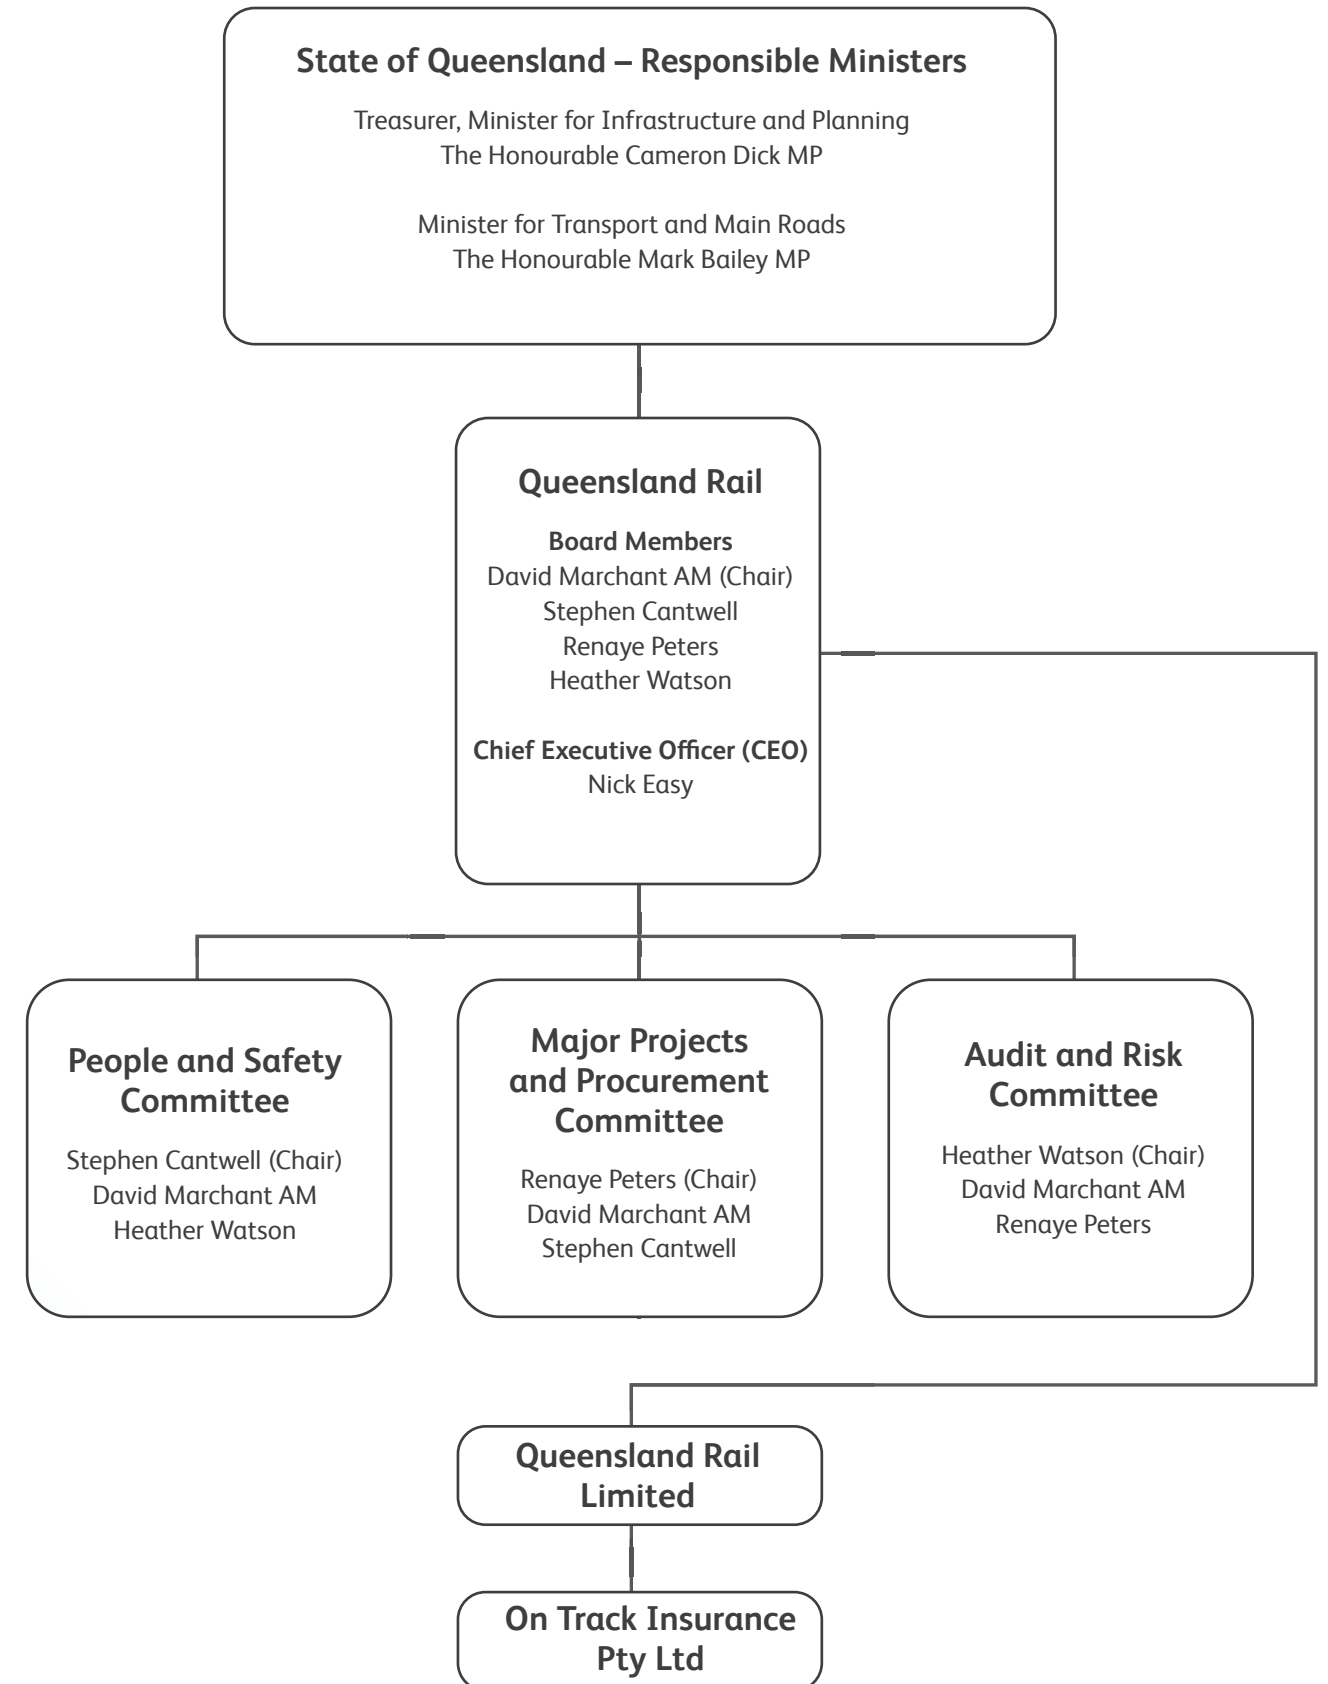 State of Queensland – Responsible Ministers
Treasurer, Minister for Infrastructure and Planning
The Honourable Cameron Dick MP
Minister for Transport and Main Roads
The Honourable Mark Bailey MP
Queensland Rail
Board Members
David Marchant AM (Chair)
Stephen Cantwell
Renaye Peters
Heather Watson
Chief Executive Officer (CEO)
Nick Easy
People and Safety
Committee
Stephen Cantwell (Chair)
David Marchant AM
Heather Watson
Major Projects
and Procurement
Committee
Renaye Peters (Chair)
David Marchant AM
Stephen Cantwell
Audit and Risk
Committee
Heather Watson (Chair)
David Marchant AM
Renaye Peters
Queensland Rail
Limited
On Track Insurance
Pty Ltd